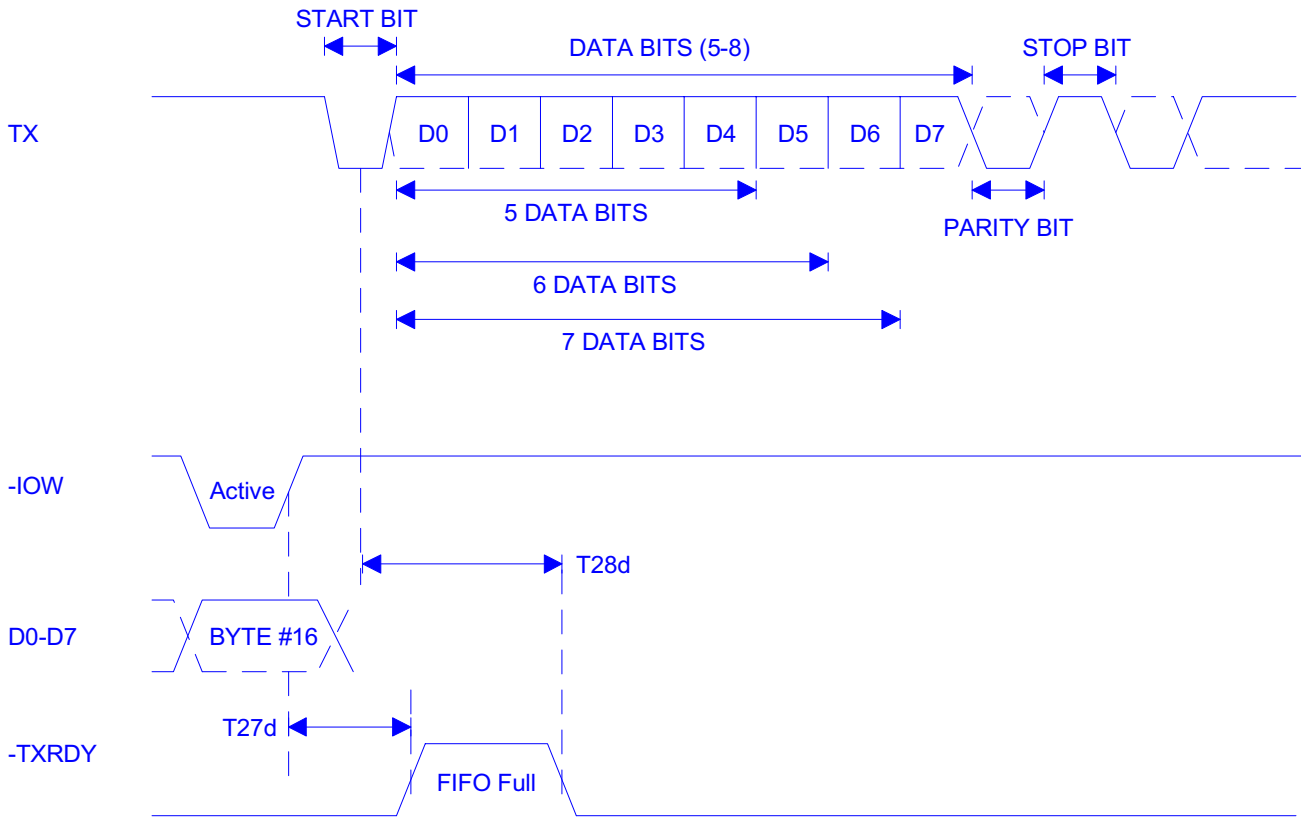 START BIT
DATA BITS (5-8)
STOP BIT
TX
D0 D1 D2 D3 D4 D5 D6 D7
5 DATA BITS
PARITY BIT
6 DATA BITS
7 DATA BITS
-IOW
Active
T28d
D0-D7
BYTE #16
T27d
-TXRDY
FIFO Full